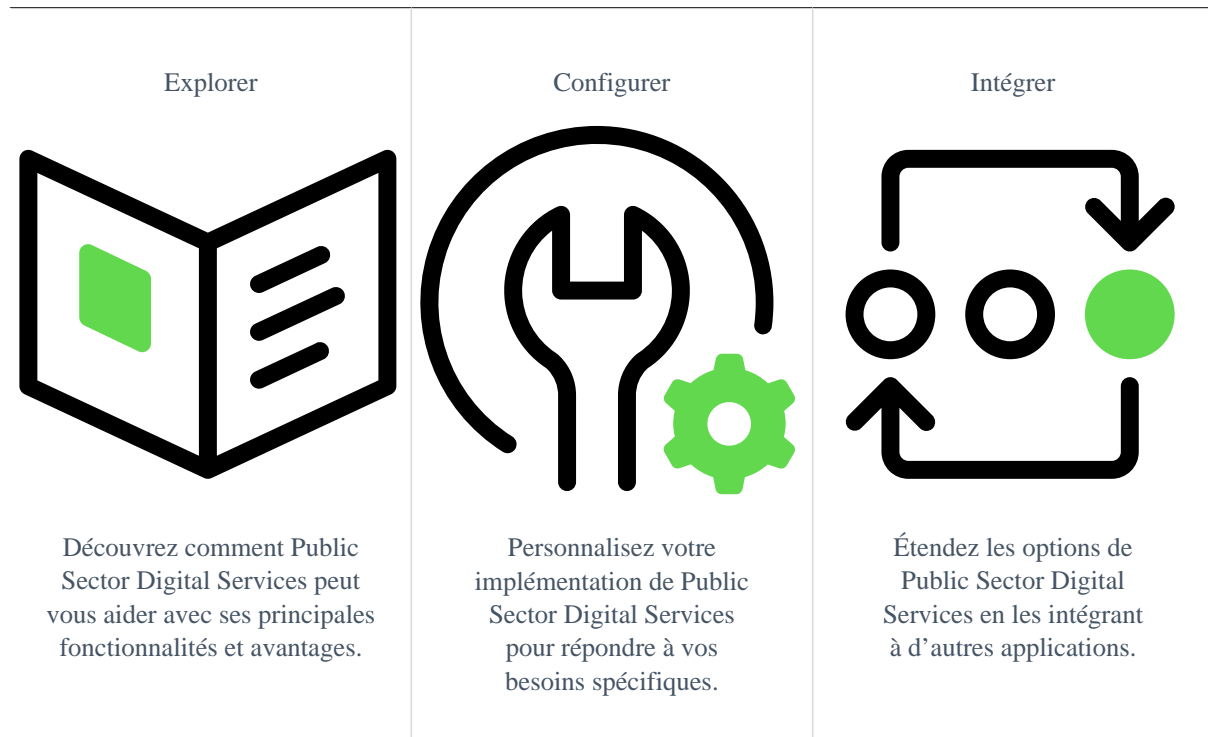 Explorer
Découvrez comment Public
Sector Digital Services peut
vous aider avec ses principales
fonctionnalités et avantages.
Configurer
Personnalisez votre
implémentation de Public
Sector Digital Services
pour répondre à vos
besoins spécifiques.
Intégrer
Étendez les options de
Public Sector Digital
Services en les intégrant
à d’autres applications.